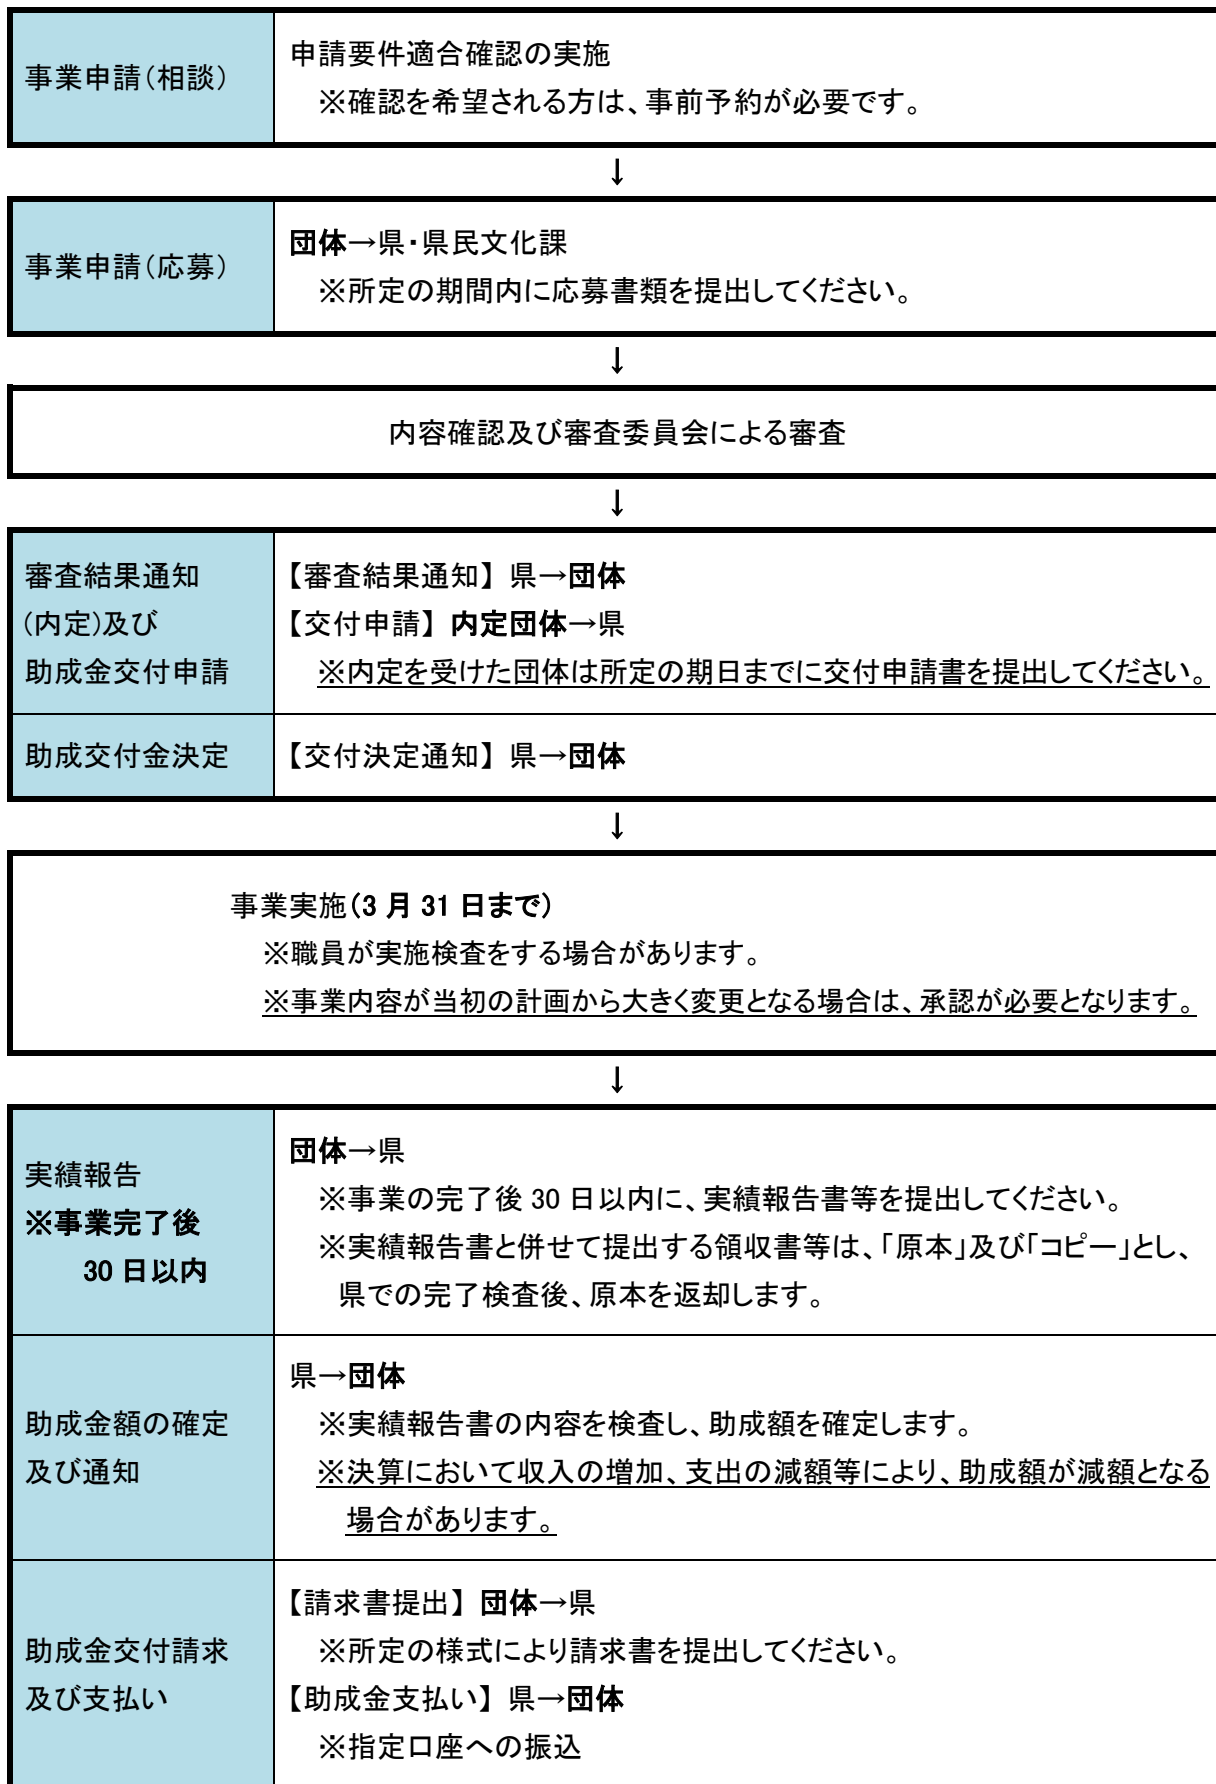 事業申請(相談)
申請要件適合確認の実施
※確認を希望される方は、事前予約が必要です。
↓
事業申請(応募)
団体→県・県民文化課
※所定の期間内に応募書類を提出してください。
↓
内容確認及び審査委員会による審査
↓
審査結果通知
(内定)及び
助成金交付申請
【審査結果通知】 県→団体
【交付申請】 内定団体→県
※内定を受けた団体は所定の期日までに交付申請書を提出してください。
助成交付金決定
【交付決定通知】 県→団体
↓
事業実施(3 月 31 日まで)
※職員が実施検査をする場合があります。
※事業内容が当初の計画から大きく変更となる場合は、承認が必要となります。
↓
実績報告
※事業完了後
30 日以内
団体→県
※事業の完了後 30 日以内に、実績報告書等を提出してください。
※実績報告書と併せて提出する領収書等は、「原本」及び「コピー」とし、
県での完了検査後、原本を返却します。
助成金額の確定
及び通知
県→団体
※実績報告書の内容を検査し、助成額を確定します。
※決算において収入の増加、支出の減額等により、助成額が減額となる
場合があります。
助成金交付請求
及び支払い
【請求書提出】 団体→県
※所定の様式により請求書を提出してください。
【助成金支払い】 県→団体
※指定口座への振込